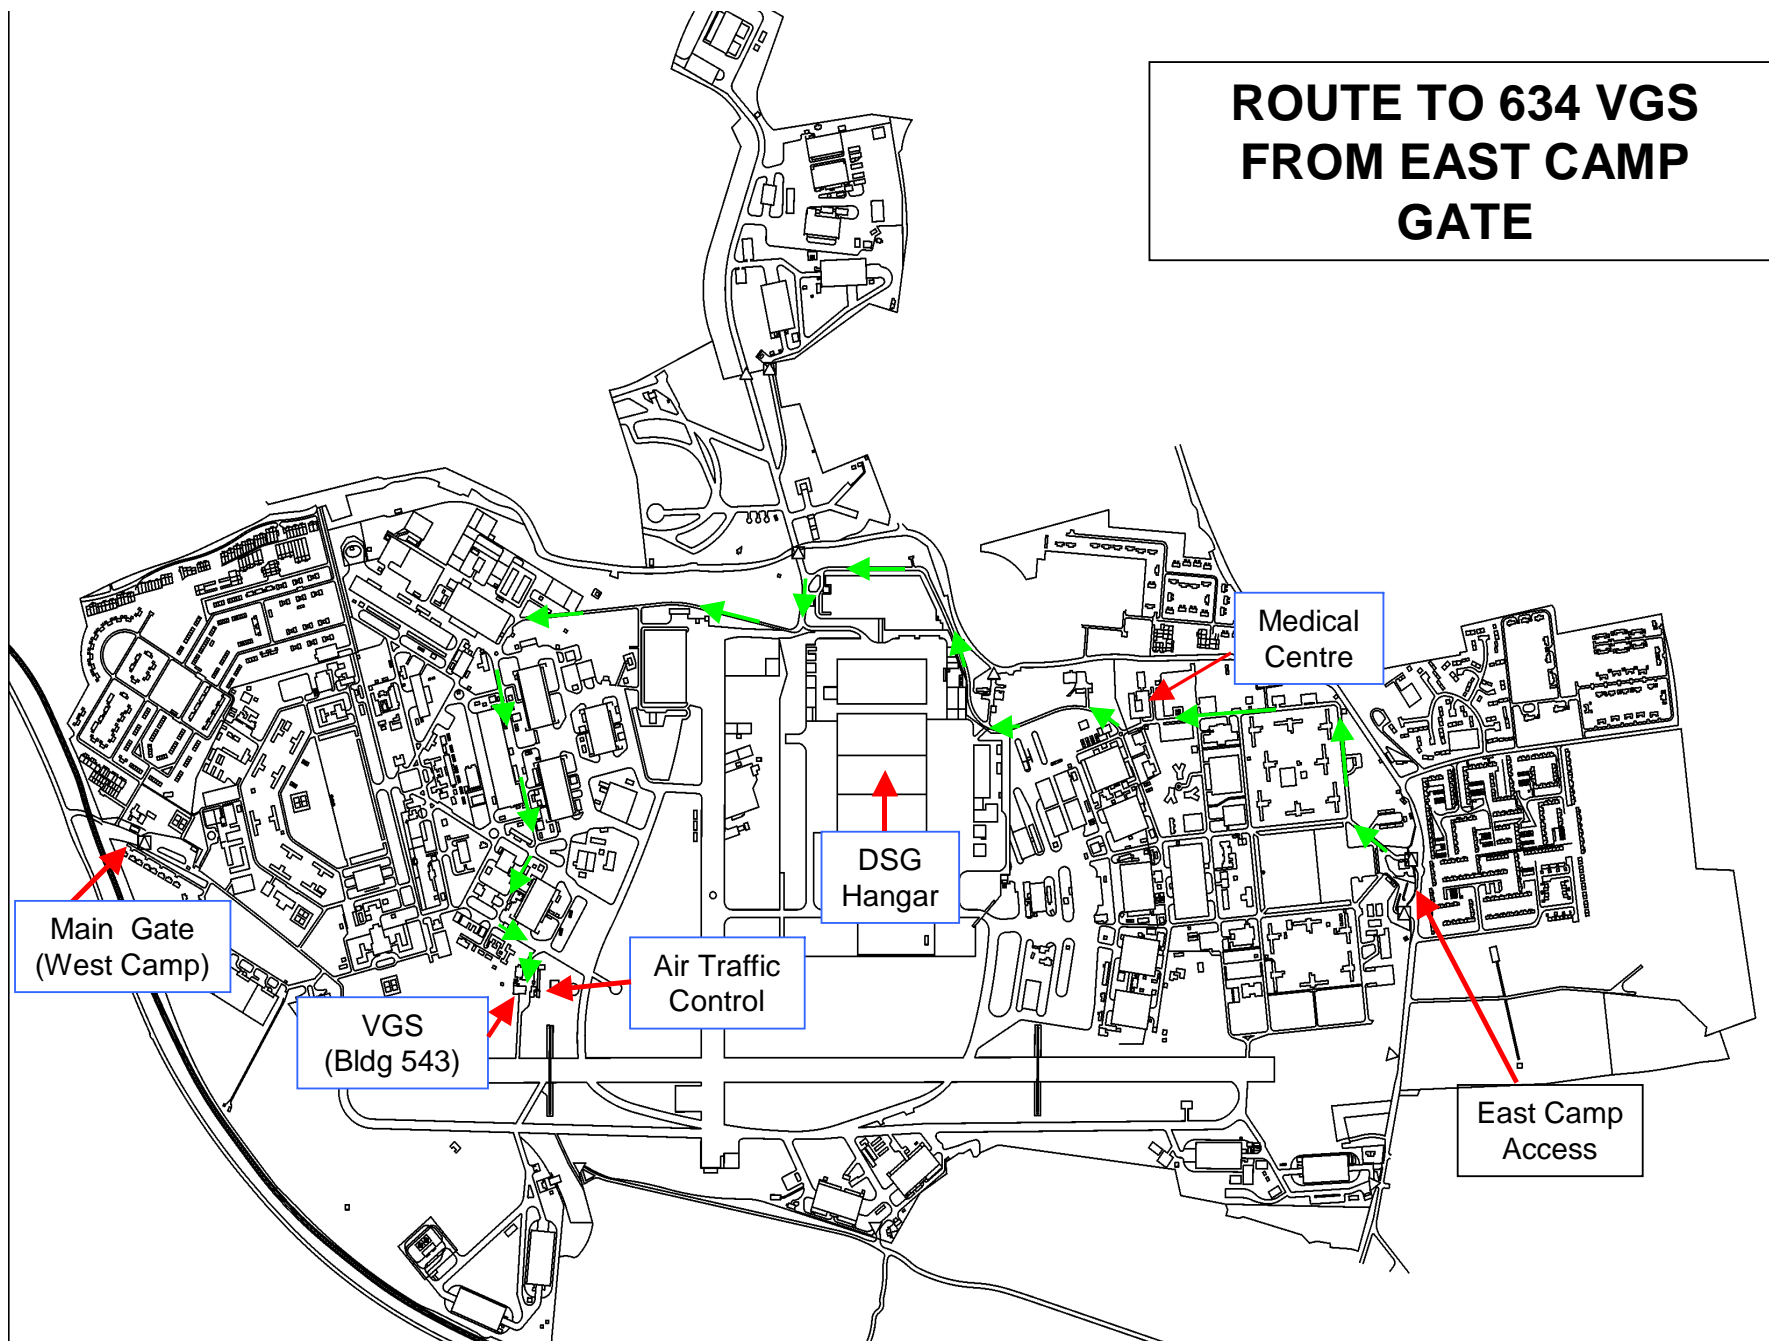 ROUTE TO 634 VGS
FROM EAST CAMP
GATE
Medical
Centre
DSG
Hangar
Main Gate
(West Camp)
Air Traffic
Control
VGS
(Bldg 543)
East Camp
Access